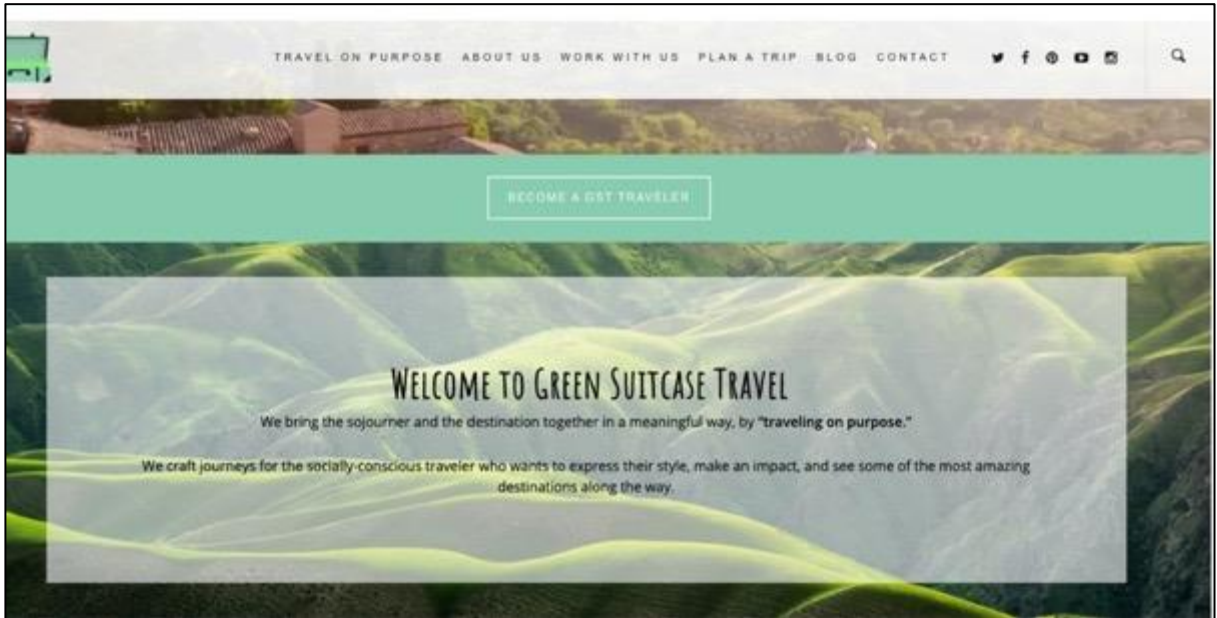 TRAVEL ON PURPOSE ABOUT US WORK WITH US PLAN A TRIP BLOG CONTACT
BECOME A GST TRAVELER
WELCOME TO GREEN SUITCASE TRAVEL
We bring the sojourner and the destination together in a meaningful way, by "traveling on purpose."
We craft journeys for the socially-conscious traveler who wants to express their style, make an impact, and see some of the most amazing
destinations along the way.